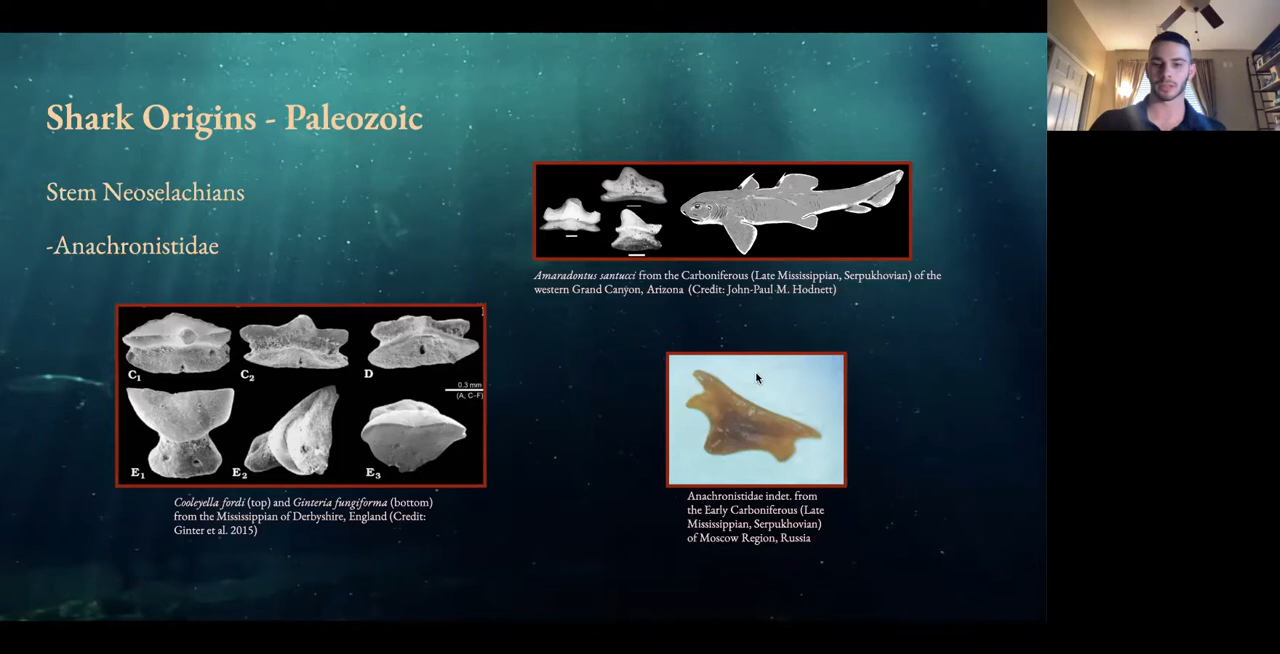 Shark Origins - Paleozoic
Stem Neoselachians
-Anachronistidae
Amaradontus santucci from the Carboniferous (Late Mississippian, Serpukhovian) of the
western Grand Canyon, Arizona (Credit: John-Paul M. Hodnett)
C1
C2
D
0.3 mm
(A, C-F)
E1
E2
E3
Cooleyella fordi (top) and Ginteria fungiforma (bottom)
from the Mississippian of Derbyshire, England (Credit:
Ginter et al. 2015)
Anachronistidae indet. from
the Early Carboniferous (Late
Mississippian, Serpukhovian)
of Moscow Region, Russia